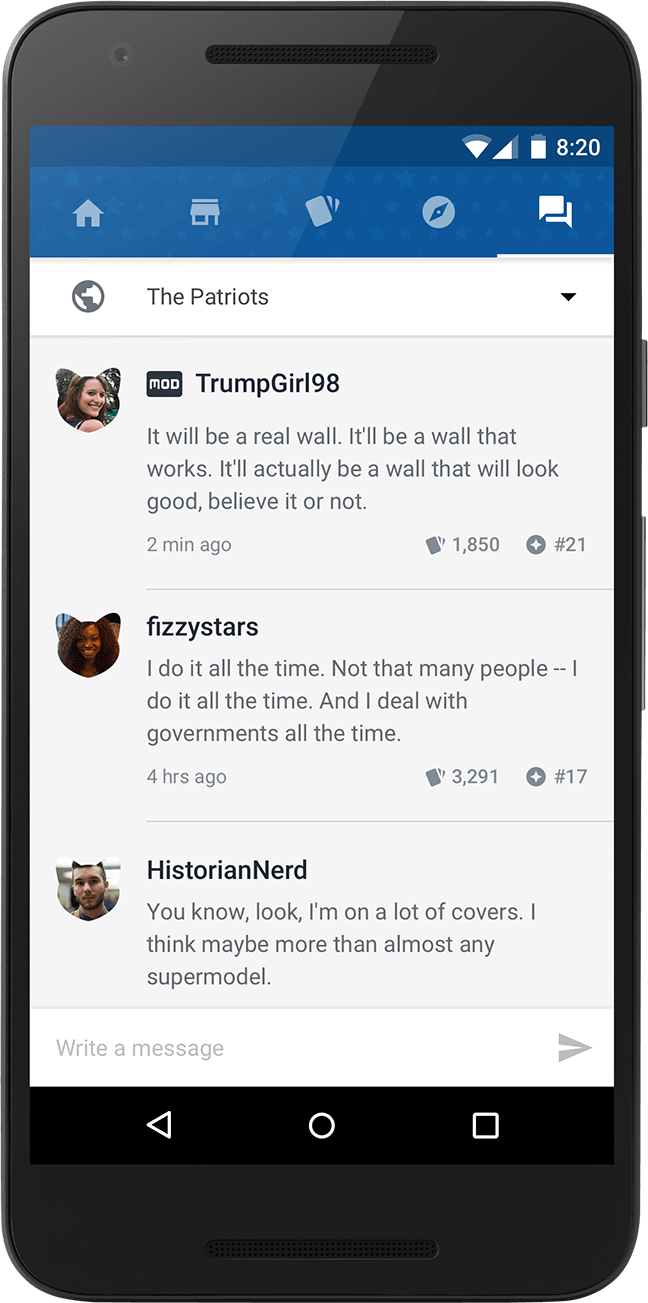 8:20
The Patriots
MOD TrumpGirl98
It will be a real wall. It'll be a wall that
works. It'll actually be a wall that will look
good, believe it or not.
2 min ago 1,850 #21
fizzystars
I do it all the time. Not that many people -- I
do it all the time. And I deal with
governments all the time.
4 hrs ago 3,291 #17
HistorianNerd
You know, look, I'm on a lot of covers. I
think maybe more than almost any
supermodel.
Write a message